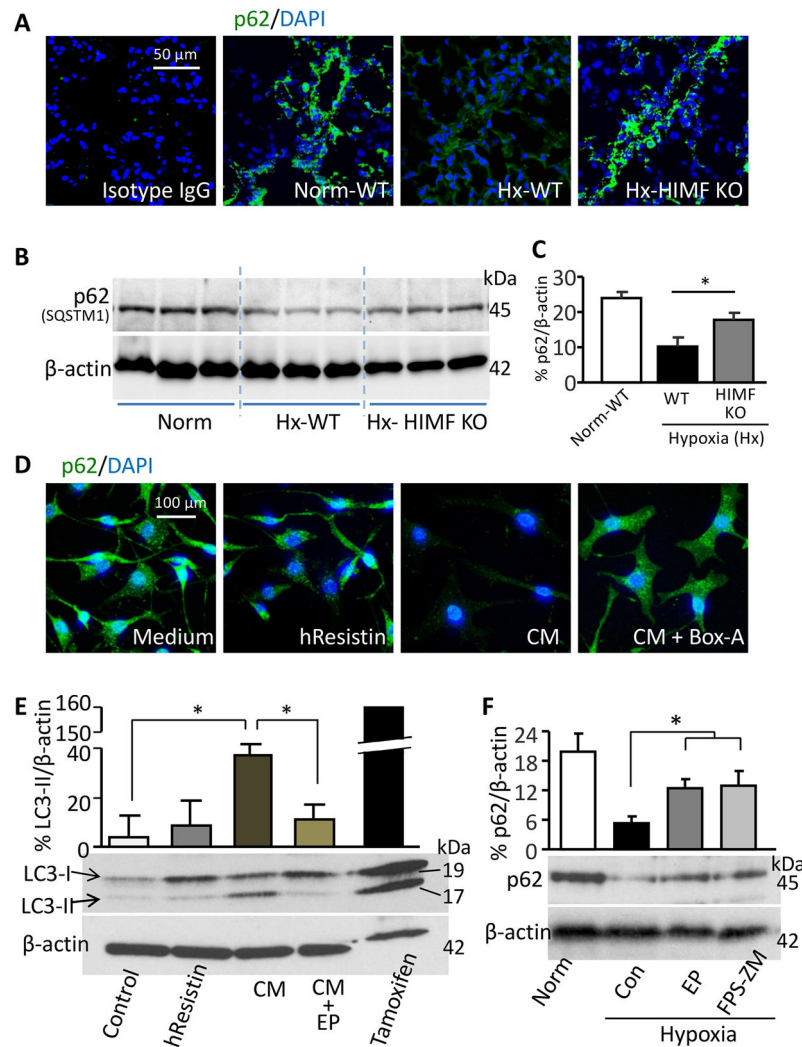 A
p62/DAPI
50 µm
Isotype IgG
Norm-WT
Hx-WT
Hx-HIMF KO
B
kDa
p62
(SQSTM1)
45
β-actin
42
Norm
Hx-WT
Hx- HIMF KO
C
% p62/β-actin
30
20
10
0
*
Norm-WT
WT
HIMF
KO
Hypoxia (Hx)
D
p62/DAPI
100 µm
Medium
hResistin
CM
CM + Box-A
E
% LC3-II/β-actin
160
150
40
20
0
*
*
kDa
LC3-I
19
LC3-II
17
β-actin
42
Control
hResistin
CM
CM
+
EP
Tamoxifen
F
% p62/β-actin
24
18
12
6
0
*
kDa
p62
45
β-actin
42
Norm
Con
EP
FPS-ZM
Hypoxia